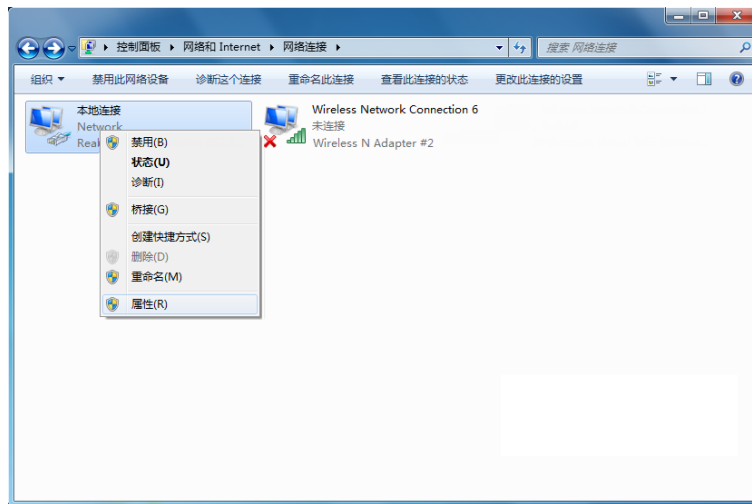 控制面板 网络和 Internet 网络连接
搜索 网络连接
组织 禁用此网络设备 诊断这个连接 重命名此连接 查看此连接的状态 更改此连接的设置
本地连接
Network
Wireless Network Connection 6
未连接
Wireless N Adapter #2
禁用(B)
状态(U)
诊断(I)
桥接(G)
创建快捷方式(S)
删除(D)
重命名(M)
属性(R)